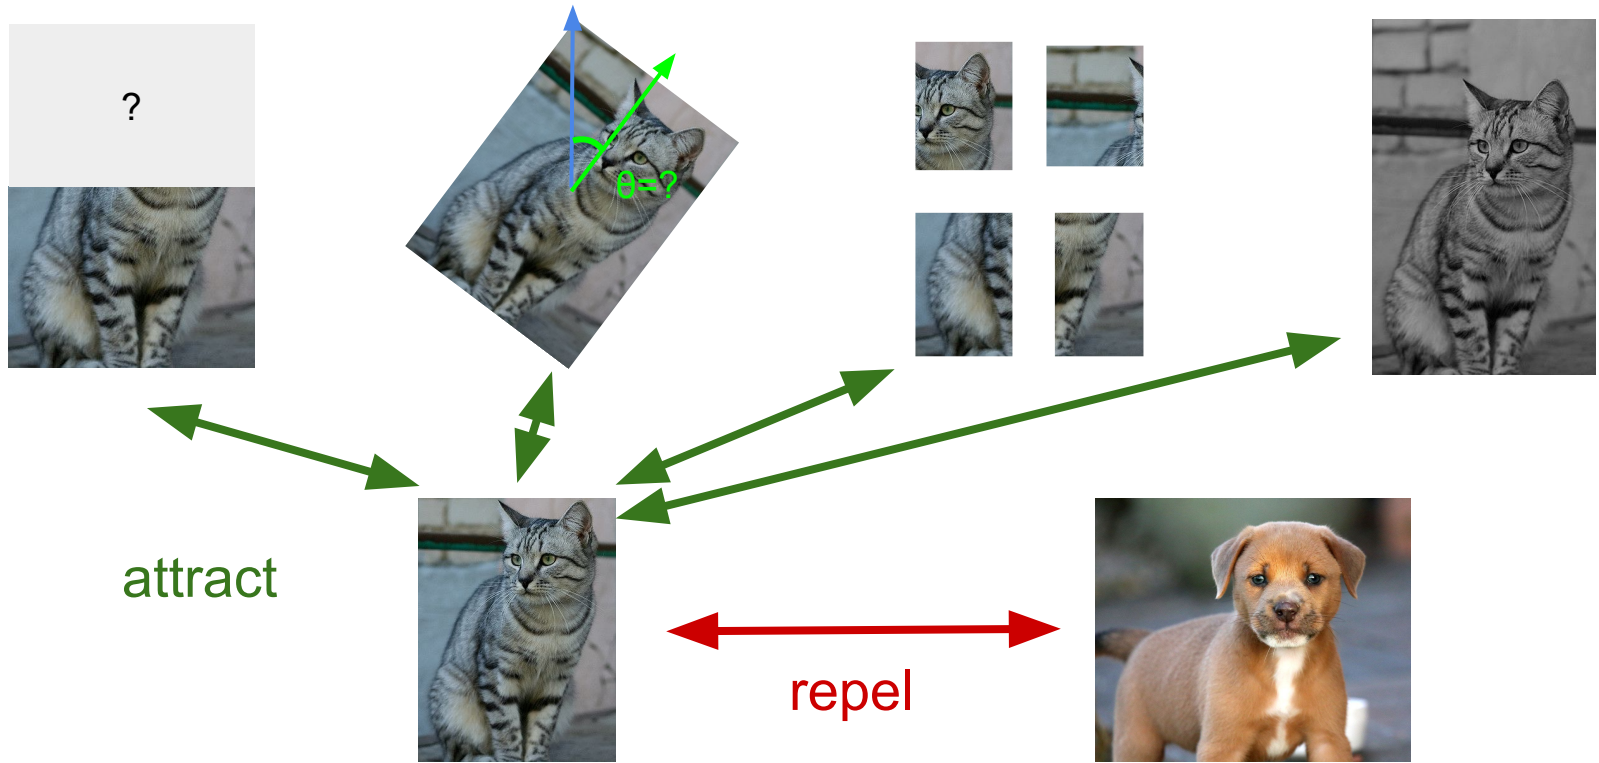 ?
θ=?
attract
repel